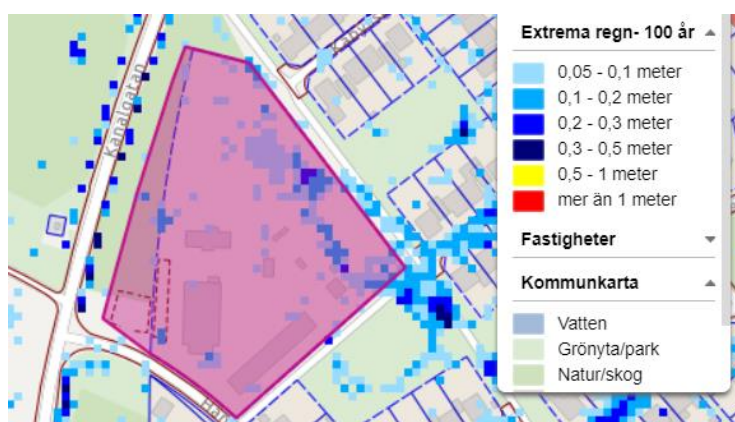 Kanalgatan
Extrema regn- 100 år
0,05 - 0,1 meter
0,1 - 0,2 meter
0,2 - 0,3 meter
0,3 - 0,5 meter
0,5 - 1 meter
mer än 1 meter
Fastigheter
Kommunkarta
Vatten
Grönyta/park
Natur/skog